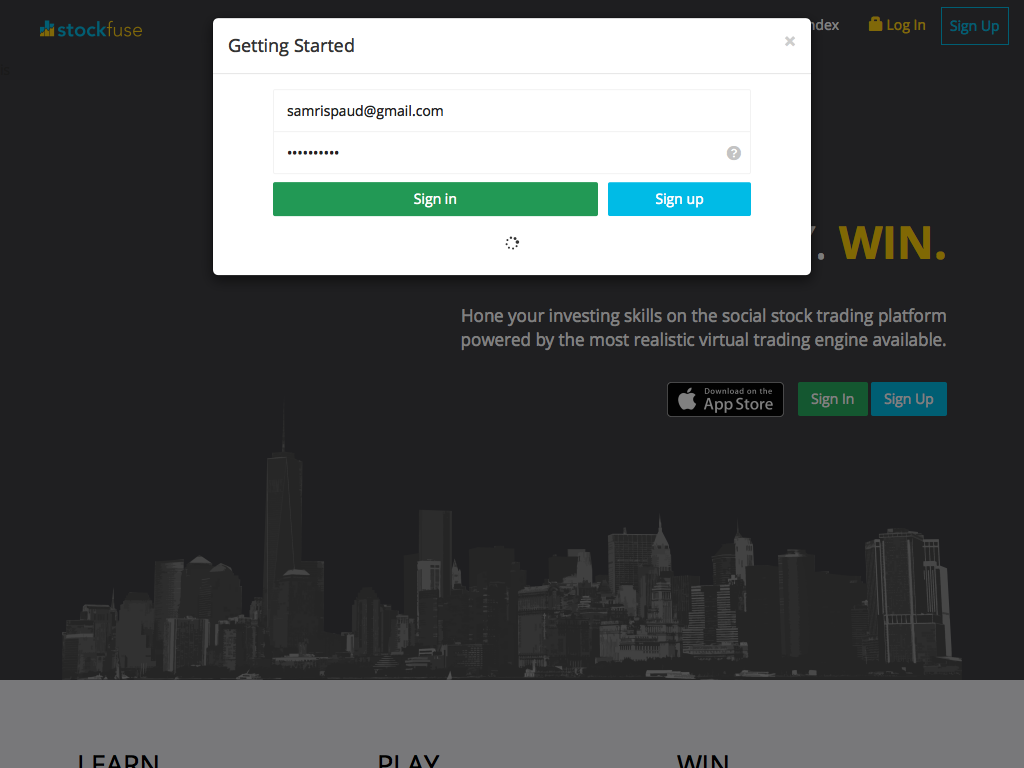 stockfuse
ndex
Log In
Sign Up
Getting Started
×
samrispaud@gmail.com
••••••••••
?
Sign in
Sign up
. WIN.
Hone your investing skills on the social stock trading platform
powered by the most realistic virtual trading engine available.
Download on the
App Store
Sign In
Sign Up
LEARN
PLAY
WIN